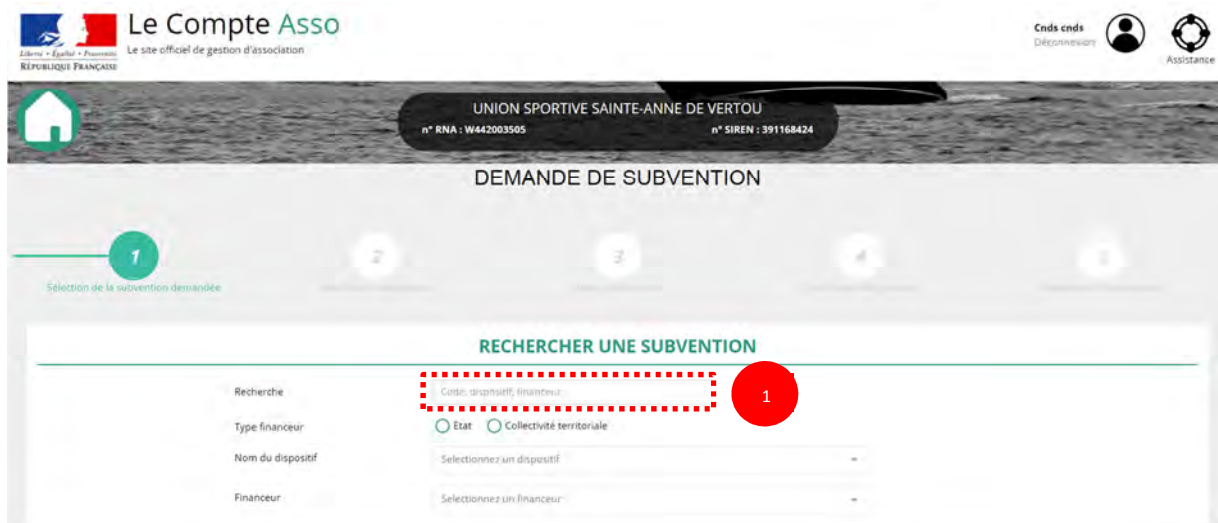 Le Compte Asso
Le site officiel de gestion d'association
Liberté • Égalité • Fraternité
RÉPUBLIQUE FRANÇAISE
Cnds cnds
Déconnexion
Assistance
UNION SPORTIVE SAINTE-ANNE DE VERTOU
n° RNA : W442003505 n° SIREN : 391168424
DEMANDE DE SUBVENTION
1 2 3 4 5
Sélection de la subvention demandée
RECHERCHER UNE SUBVENTION
Recherche Code, dispositif, financeur 1
Type financeur Etat Collectivité territoriale
Nom du dispositif Selectionnez un dispositif
Financeur Selectionnez un financeur